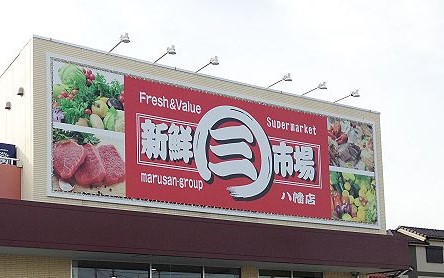 Fresh&Value
Supermarket
新鮮 三 市場
marusan-group
八幡店